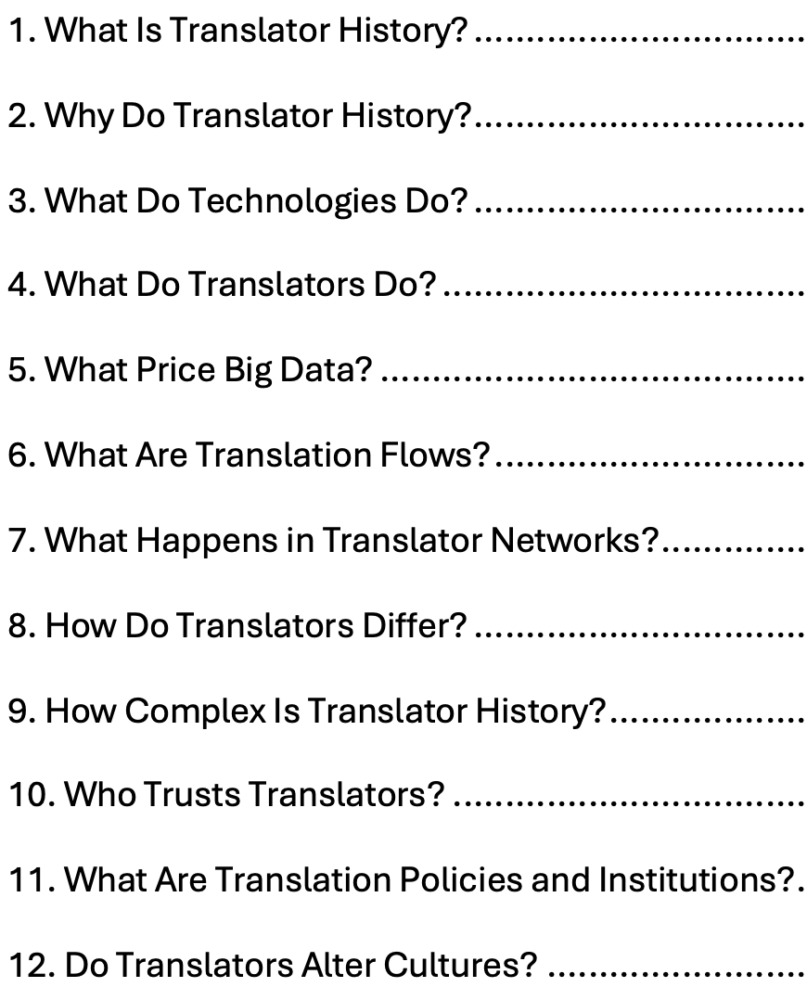 1. What Is Translator History? .................................
2. Why Do Translator History?.................................
3. What Do Technologies Do? .................................
4. What Do Translators Do? ....................................
5. What Price Big Data? ..........................................
6. What Are Translation Flows?...............................
7. What Happens in Translator Networks?..............
8. How Do Translators Differ? .................................
9. How Complex Is Translator History?...................
10. Who Trusts Translators? ...................................
11. What Are Translation Policies and Institutions?.
12. Do Translators Alter Cultures? .........................